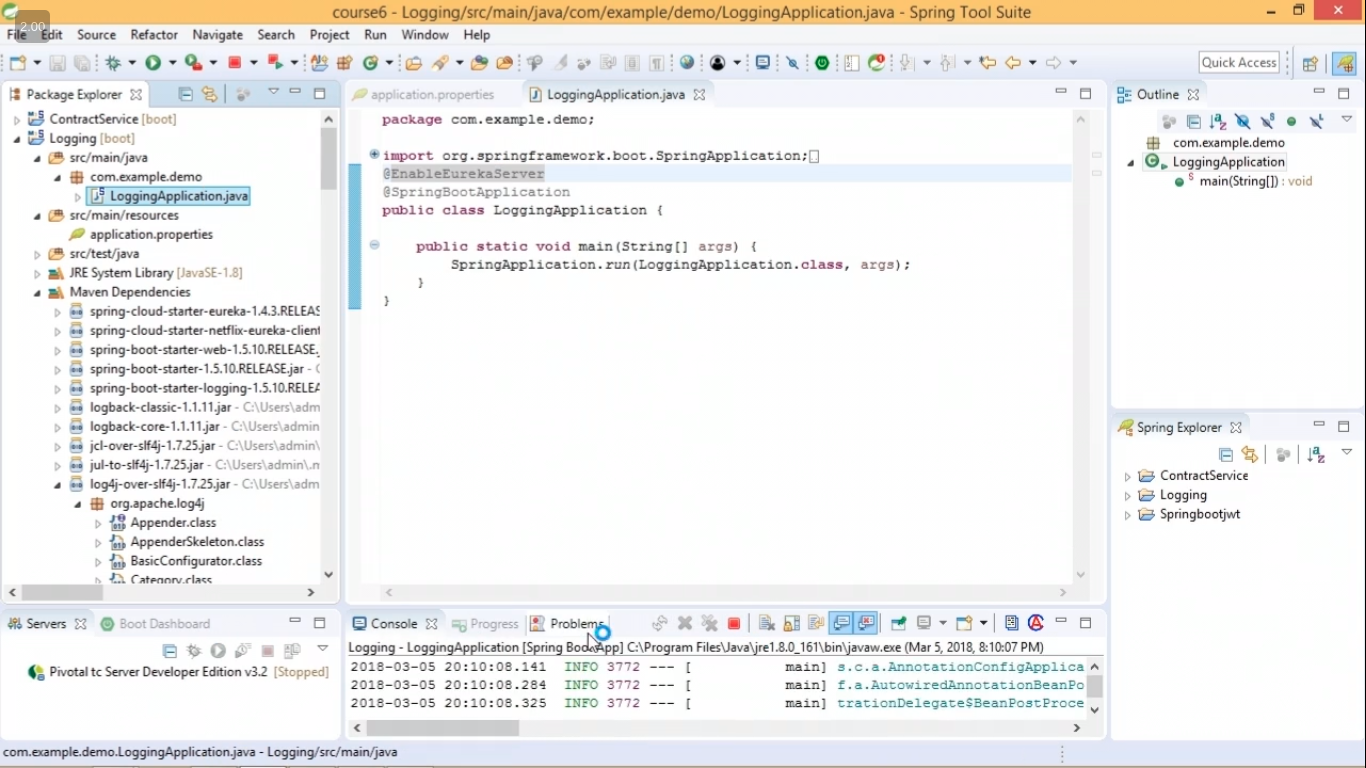 course6 - Logging/src/main/java/com/example/demo/LoggingApplication.java - Spring Tool Suite
2.00
File Edit Source Refactor Navigate Search Project Run Window Help
Quick Access
Package Explorer
ContractService [boot]
Logging [boot]
src/main/java
com.example.demo
LoggingApplication.java
src/main/resources
application.properties
src/test/java
JRE System Library [JavaSE-1.8]
Maven Dependencies
spring-cloud-starter-eureka-1.4.3.RELEAS
spring-cloud-starter-netflix-eureka-client
spring-boot-starter-web-1.5.10.RELEASE.
spring-boot-starter-1.5.10.RELEASE.jar - C
spring-boot-starter-logging-1.5.10.RELEA
logback-classic-1.1.11.jar - C:\Users\adm
logback-core-1.1.11.jar - C:\Users\admin
jcl-over-slf4j-1.7.25.jar - C:\Users\admin\
jul-to-slf4j-1.7.25.jar - C:\Users\admin\.m
log4j-over-slf4j-1.7.25.jar - C:\Users\adm
org.apache.log4j
Appender.class
AppenderSkeleton.class
BasicConfigurator.class
Category.class
application.properties
LoggingApplication.java
package com.example.demo;
import org.springframework.boot.SpringApplication;
@EnableEurekaServer
@SpringBootApplication
public class LoggingApplication {
public static void main(String[] args) {
SpringApplication.run(LoggingApplication.class, args);
}
}
Outline
com.example.demo
LoggingApplication
main(String[]) : void
Spring Explorer
ContractService
Logging
Springbootjwt
Servers
Boot Dashboard
Pivotal tc Server Developer Edition v3.2 [Stopped]
Console
Progress
Problems
Logging - LoggingApplication [Spring Boot App] C:\Program Files\Java\jre1.8.0_161\bin\javaw.exe (Mar 5, 2018, 8:10:07 PM)
2018-03-05 20:10:08.141 INFO 3772 --- [ main] s.c.a.AnnotationConfigApplica
2018-03-05 20:10:08.284 INFO 3772 --- [ main] f.a.AutowiredAnnotationBeanPo
2018-03-05 20:10:08.325 INFO 3772 --- [ main] trationDelegate$BeanPostProce
com.example.demo.LoggingApplication.java - Logging/src/main/java